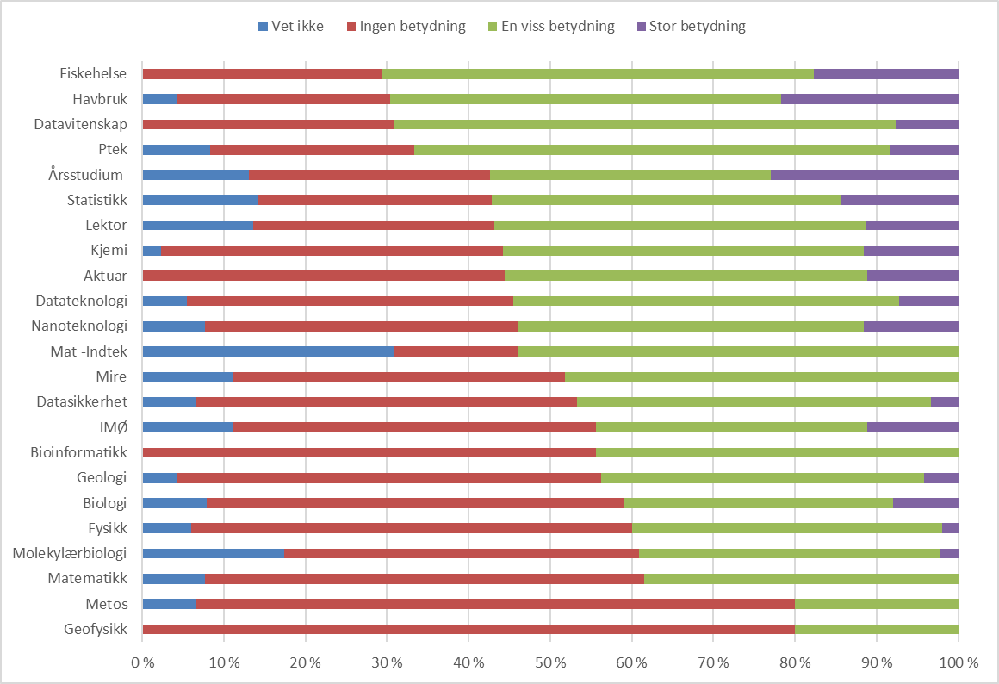 Vet ikke Ingen betydning En viss betydning Stor betydning
Fiskehelse
Havbruk
Datavitenskap
Ptek
Årsstudium
Statistikk
Lektor
Kjemi
Aktuar
Datateknologi
Nanoteknologi
Mat -Indtek
Mire
Datasikkerhet
IMØ
Bioinformatikk
Geologi
Biologi
Fysikk
Molekylærbiologi
Matematikk
Metos
Geofysikk
0 % 10 % 20 % 30 % 40 % 50 % 60 % 70 % 80 % 90 % 100 %